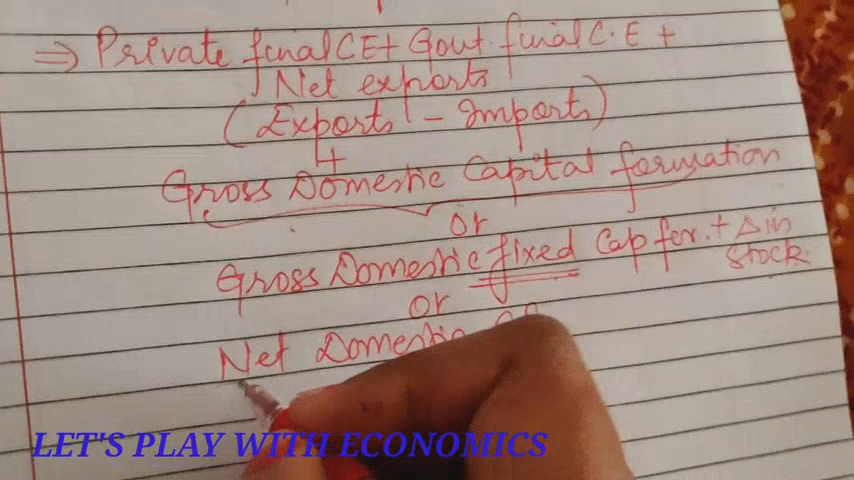 ⇒ Private final CE + Govt. final C.E +
Net exports
(Exports - Imports)
+
Gross Domestic Capital formation
or
Gross Domestic fixed Cap for. + Δ in
Stock.
or
Net Domestic
LET'S PLAY WITH ECONOMICS